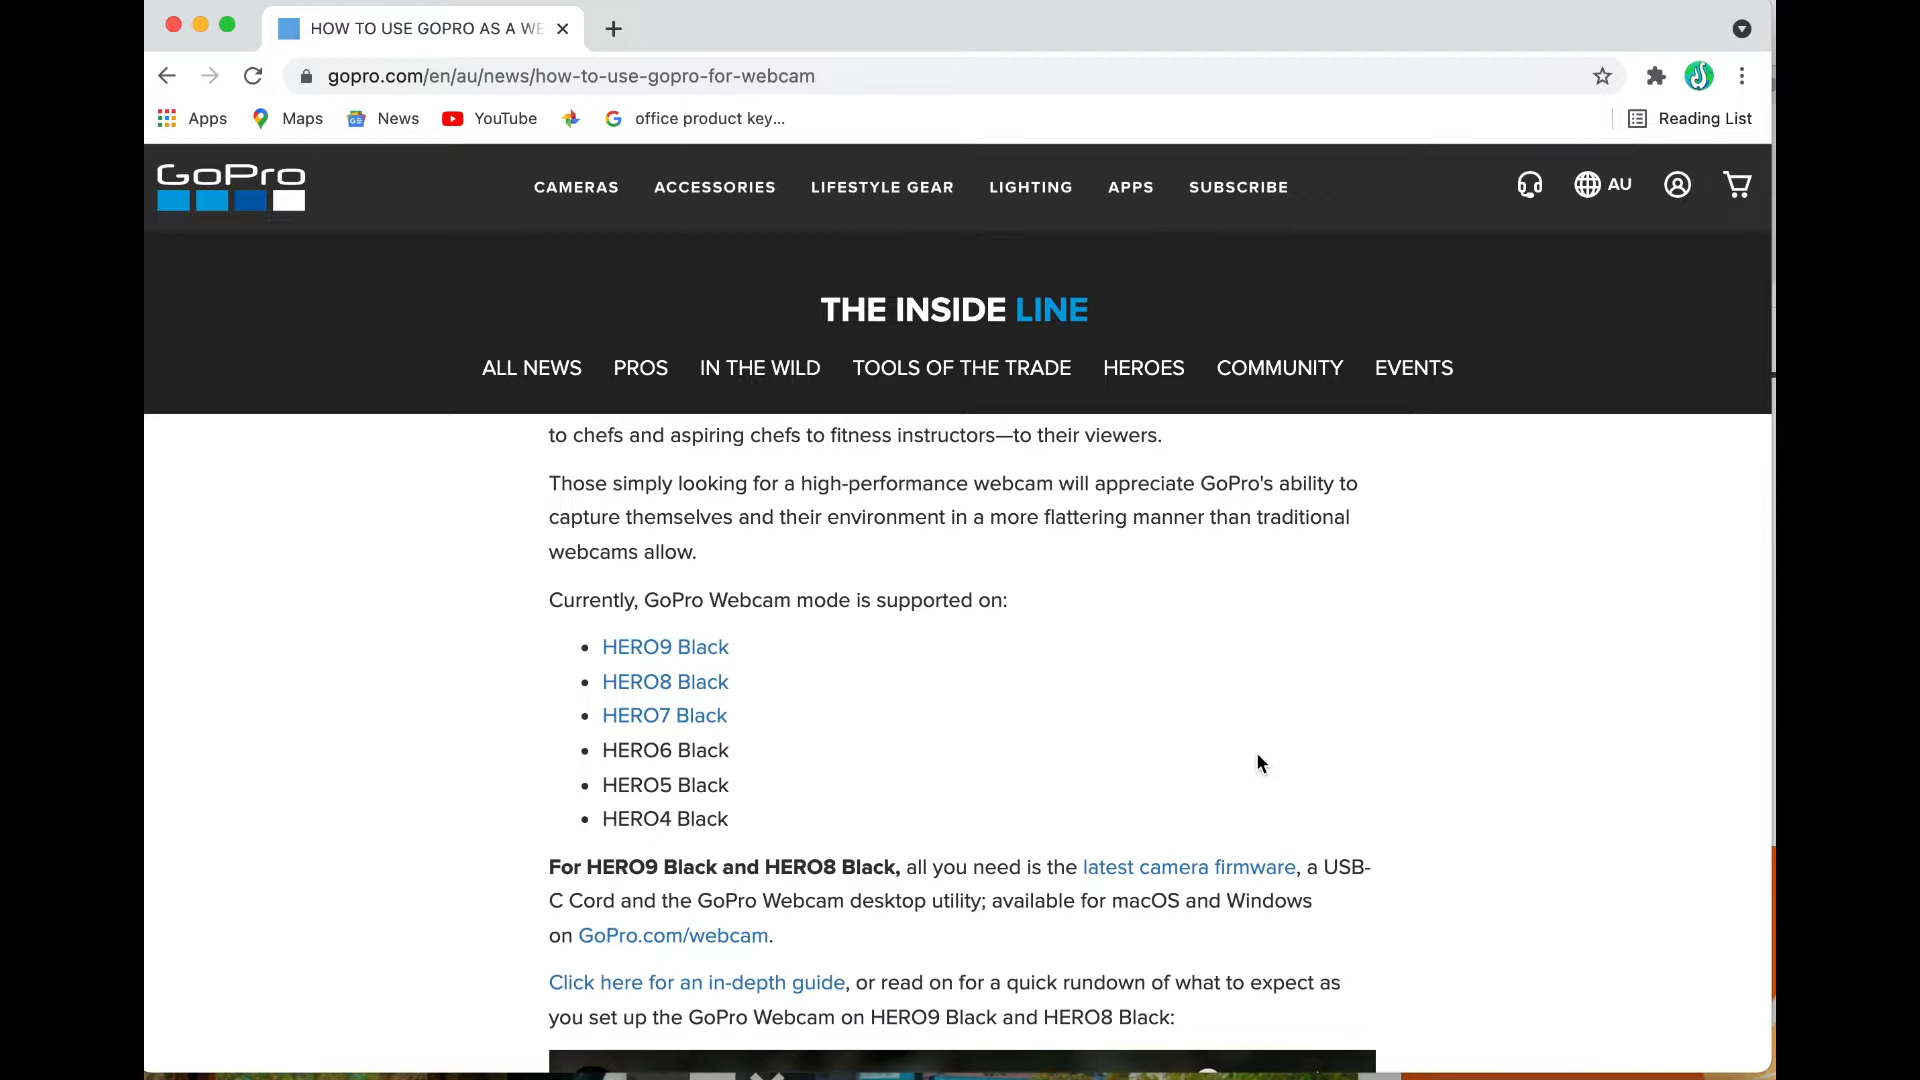 HOW TO USE GOPRO AS A WE
gopro.com/en/au/news/how-to-use-gopro-for-webcam
Apps Maps News YouTube office product key... Reading List
GoPro CAMERAS ACCESSORIES LIFESTYLE GEAR LIGHTING APPS SUBSCRIBE AU
THE INSIDE LINE
ALL NEWS PROS IN THE WILD TOOLS OF THE TRADE HEROES COMMUNITY EVENTS
to chefs and aspiring chefs to fitness instructors—to their viewers.
Those simply looking for a high-performance webcam will appreciate GoPro's ability to
capture themselves and their environment in a more flattering manner than traditional
webcams allow.
Currently, GoPro Webcam mode is supported on:
• HERO9 Black
• HERO8 Black
• HERO7 Black
• HERO6 Black
• HERO5 Black
• HERO4 Black
For HERO9 Black and HERO8 Black, all you need is the latest camera firmware, a USB-
C Cord and the GoPro Webcam desktop utility; available for macOS and Windows
on GoPro.com/webcam.
Click here for an in-depth guide, or read on for a quick rundown of what to expect as
you set up the GoPro Webcam on HERO9 Black and HERO8 Black: